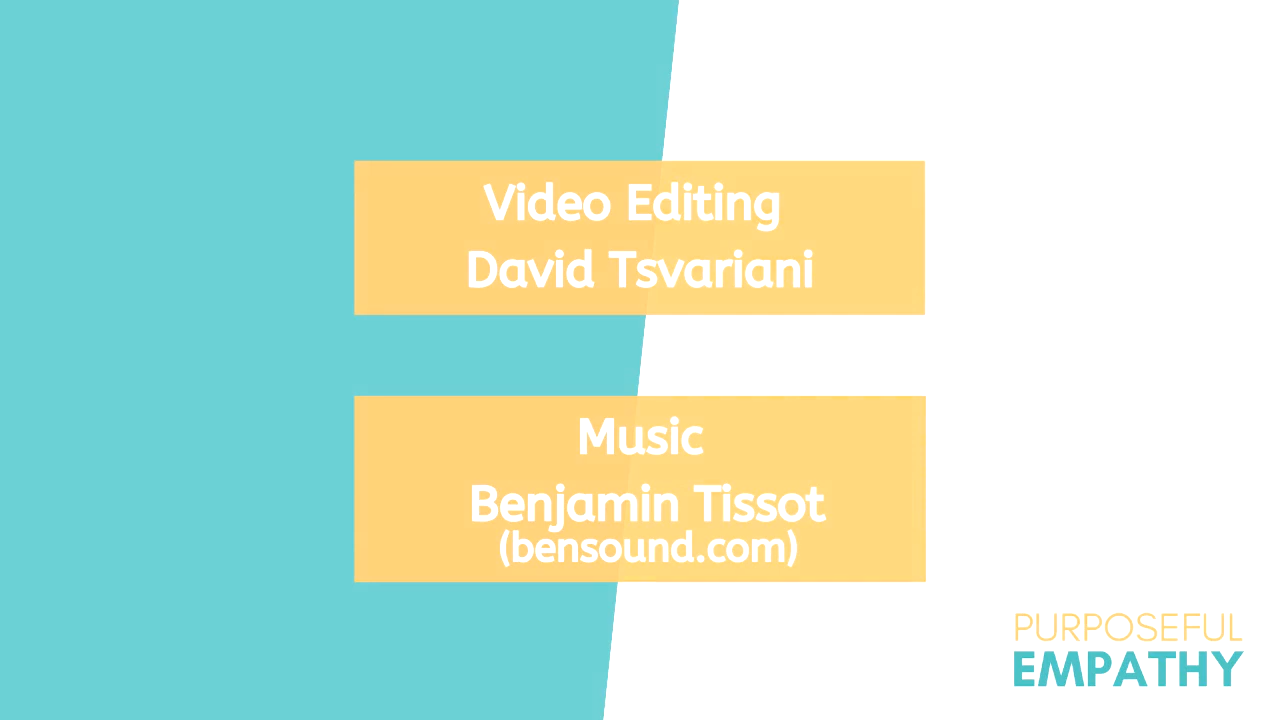 Video Editing
David Tsvariani
Music
Benjamin Tissot
(bensound.com)
PURPOSEFUL
EMPATHY